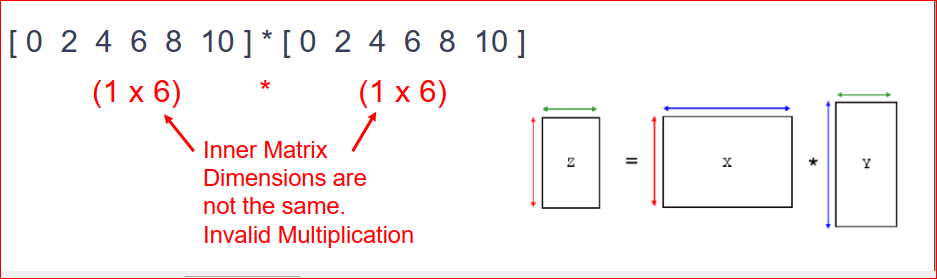 [ 0 2 4 6 8 10 ] * [ 0 2 4 6 8 10 ]
(1 x 6) * (1 x 6)
Inner Matrix
Dimensions are
not the same.
Invalid Multiplication
Z = X * Y